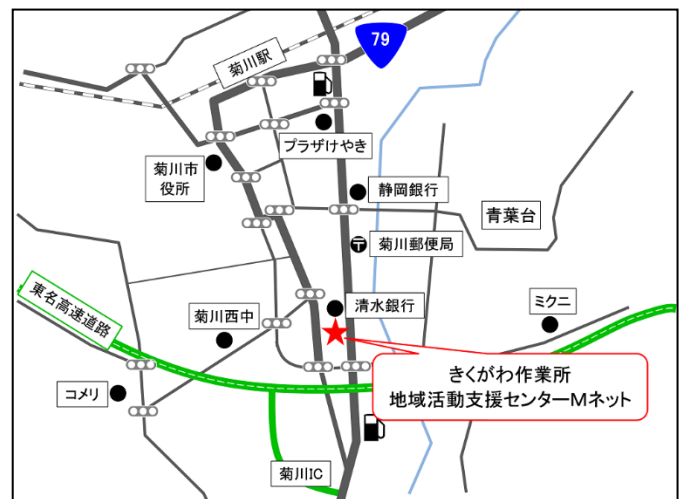 79
菊川駅
プラザけやき
菊川市
役所
静岡銀行
青葉台
〒
菊川郵便局
東名高速道路
菊川西中
清水銀行
ミクニ
きくがわ作業所
地域活動支援センターMネット
コメリ
菊川IC